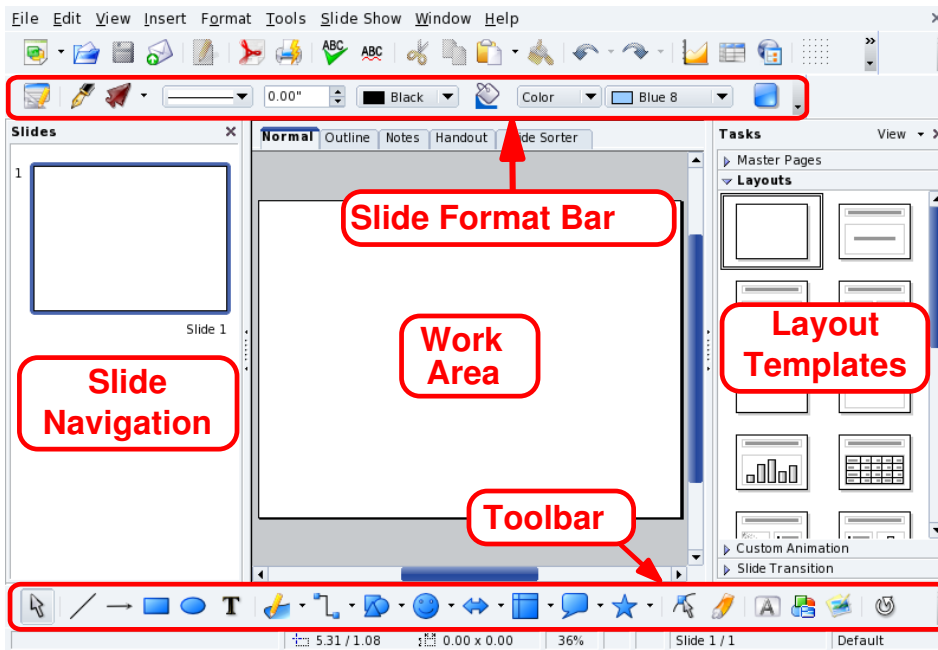 File Edit View Insert Format Tools Slide Show Window Help
ABC ABC
0.00" Black Color Blue 8
Slides
Normal Outline Notes Handout Sorter
Tasks View
Master Pages
Layouts
1
Slide 1
Slide Format Bar
Work
Area
Slide
Navigation
Layout
Templates
Toolbar
Custom Animation
Slide Transition
T A
5.31 / 1.08 0.00 x 0.00 36% Slide 1 / 1 Default